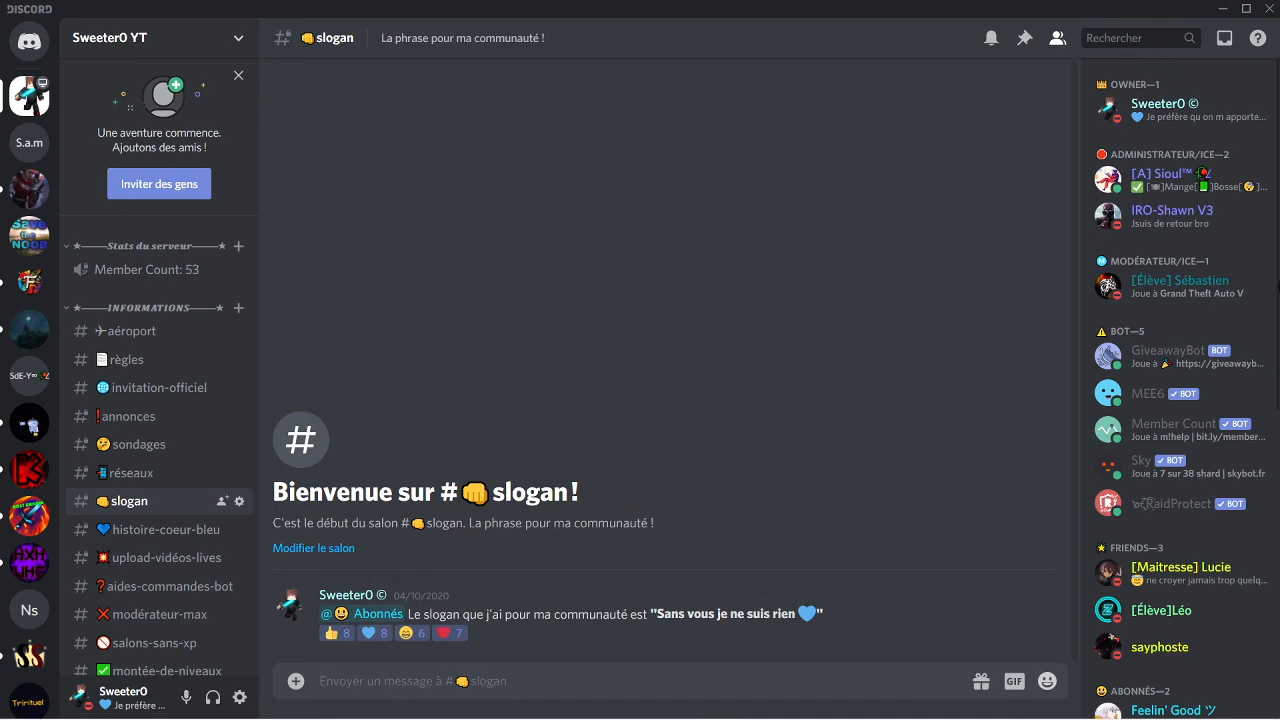 DISCORD
Sweeter0 YT
#👊slogan
La phrase pour ma communauté !
Rechercher
S.a.m
SdE-Y∞
Ns
Tririruel
Une aventure commence.
Ajoutons des amis !
Inviter des gens
★——Stats du serveur——★
Member Count: 53
★——INFORMATIONS——★
✈aéroport
📄règles
🌐invitation-officiel
❗annonces
🤔sondages
📲réseaux
👊slogan
💙histoire-coeur-bleu
💥upload-vidéos-lives
❓aides-commandes-bot
❌modérateur-max
🚫salons-sans-xp
✅montée-de-niveaux
Sweeter0
💙 Je préfère ...
Bienvenue sur #👊slogan !
C'est le début du salon #👊slogan. La phrase pour ma communauté !
Modifier le salon
Sweeter0 © 04/10/2020
@😃 Abonnés Le slogan que j'ai pour ma communauté est "Sans vous je ne suis rien 💙"
👍 8 💙 8 😄 6 ❤️ 7
Envoyer un message à #👊slogan
GIF
OWNER—1
Sweeter0 ©
💙 Je préfère qu on m apporte...
ADMINISTRATEUR/ICE—2
[A] Sioul™
✅ [🍽]Mange[📗]Bosse[😴]...
IRO-Shawn V3
Jsuis de retour bro
MODÉRATEUR/ICE—1
[Élève] Sébastien
Joue à Grand Theft Auto V
BOT—5
GiveawayBot BOT
Joue à 🎉 https://giveawayb...
MEE6 ✓ BOT
Member Count ✓ BOT
Joue à m!help | bit.ly/member...
Sky ✓ BOT
Joue à 7 sur 38 shard | skybot.fr
RaidProtect ✓ BOT
FRIENDS—3
[Maitresse] Lucie
😇 ne croyer jamais trop quelq...
[Élève]Léo
sayphoste
ABONNÉS—2
Feelin' Good ツ